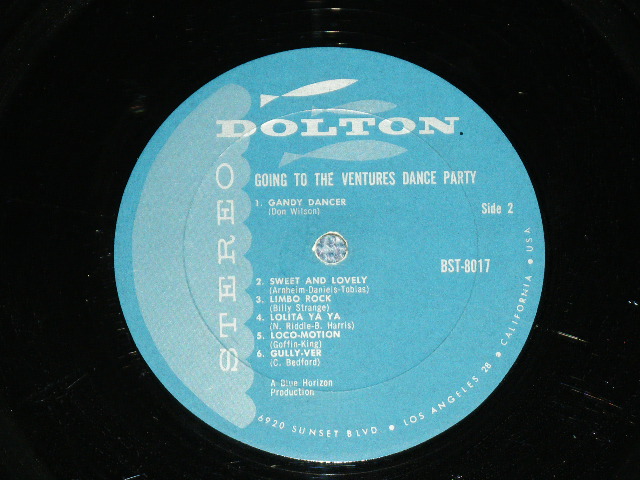 DOLTON
STEREO
GOING TO THE VENTURES DANCE PARTY
1. GANDY DANCER
(Don Wilson)
Side 2
BST-8017
2. SWEET AND LOVELY
(Arnheim-Daniels-Tobias)
3. LIMBO ROCK
(Billy Strange)
4. LOLITA YA YA
(N. Riddle-B. Harris)
5. LOCO-MOTION
(Goffin-King)
6. GULLY-VER
(C. Bedford)
A Blue Horizon
Production
6920 SUNSET BLVD • LOS ANGELES 28 • CALIFORNIA • USA